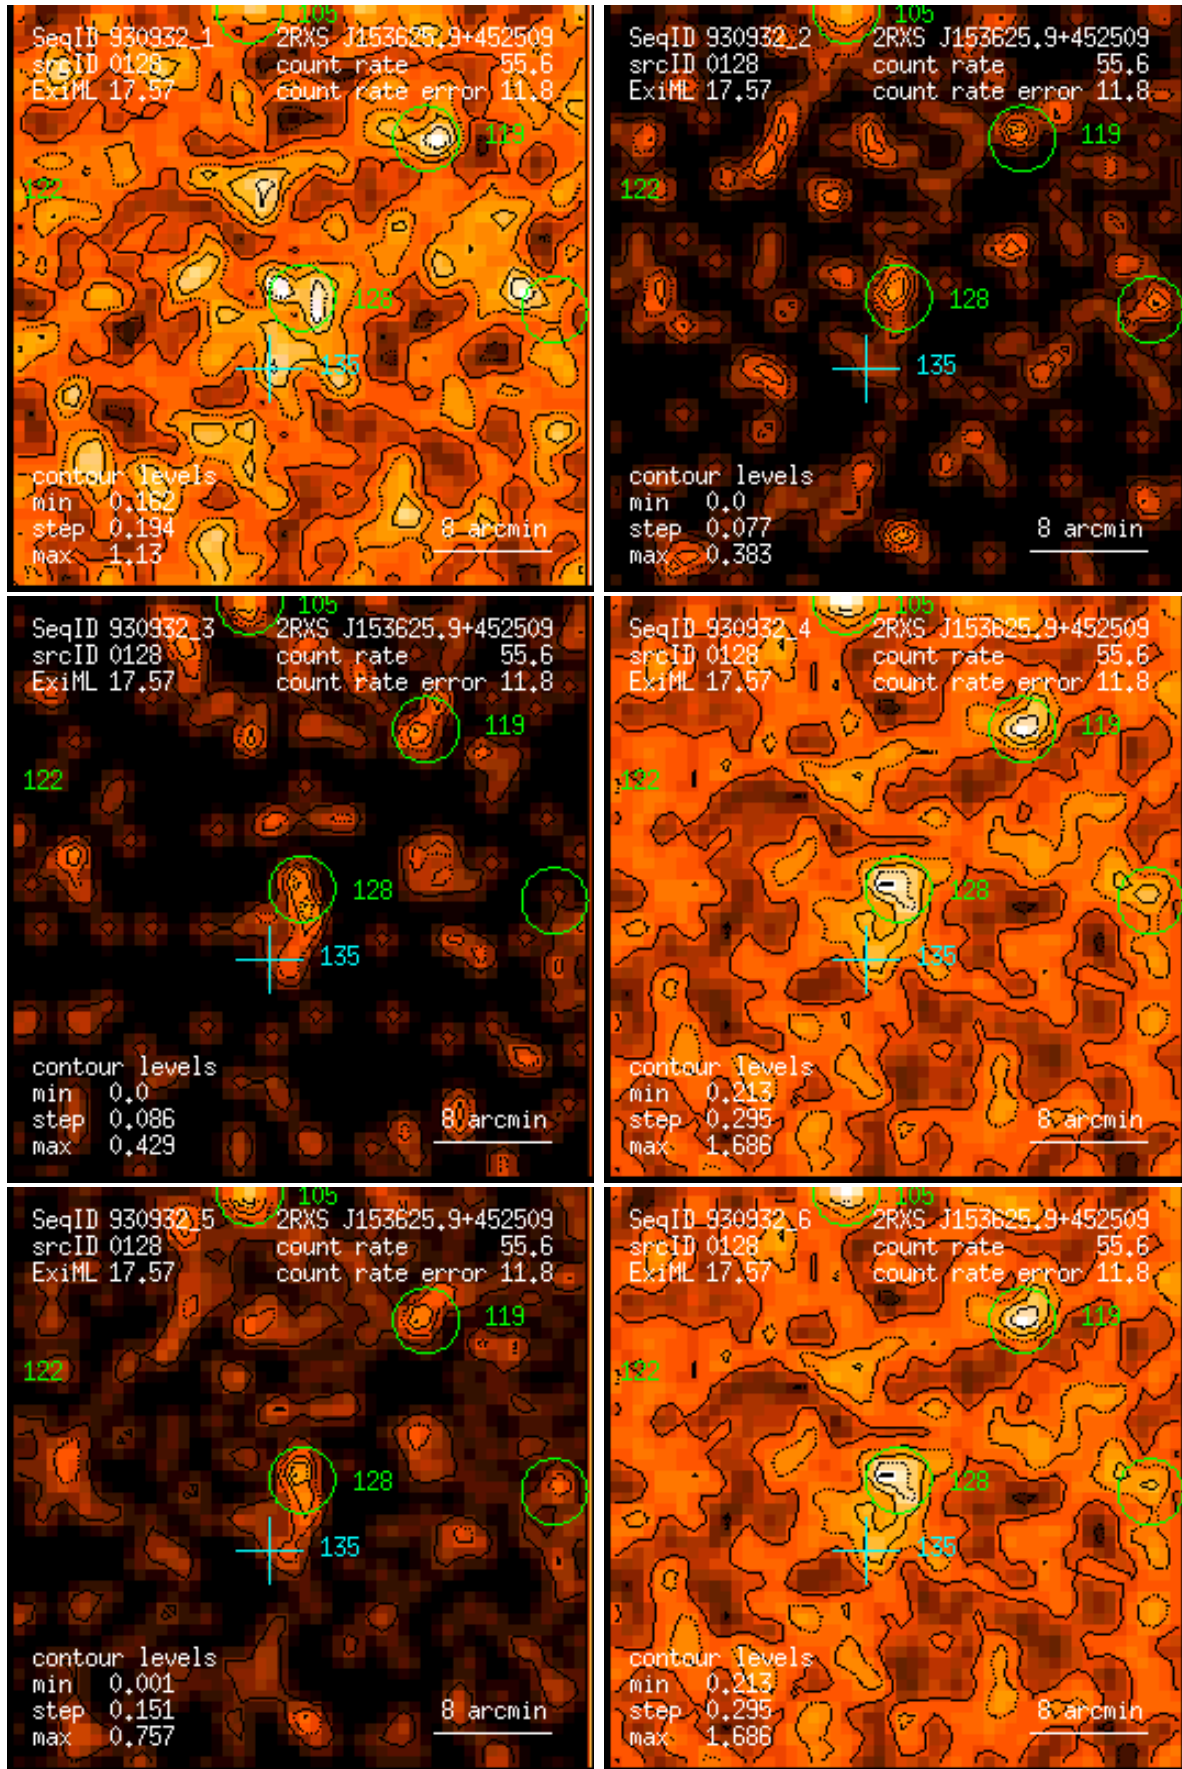 105
SeqID 930932_1 2RXS J153625.9+452509
srcID 0128 count rate 55.6
ExiML 17.57 count rate error 11.8
119
122
128
135
contour levels
min 0.162
step 0.194 8 arcmin
max 1.13
105
SeqID 930932_2 2RXS J153625.9+452509
srcID 0128 count rate 55.6
ExiML 17.57 count rate error 11.8
119
122
128
135
contour levels
min 0.0
step 0.077 8 arcmin
max 0.383
105
SeqID 930932_3 2RXS J153625.9+452509
srcID 0128 count rate 55.6
ExiML 17.57 count rate error 11.8
119
122
128
135
contour levels
min 0.0
step 0.086 8 arcmin
max 0.429
105
SeqID 930932_4 2RXS J153625.9+452509
srcID 0128 count rate 55.6
ExiML 17.57 count rate error 11.8
119
122
128
135
contour levels
min 0.213
step 0.295 8 arcmin
max 1.686
105
SeqID 930932_5 2RXS J153625.9+452509
srcID 0128 count rate 55.6
ExiML 17.57 count rate error 11.8
119
122
128
135
contour levels
min 0.001
step 0.151 8 arcmin
max 0.757
105
SeqID 930932_6 2RXS J153625.9+452509
srcID 0128 count rate 55.6
ExiML 17.57 count rate error 11.8
119
122
128
135
contour levels
min 0.213
step 0.295 8 arcmin
max 1.686